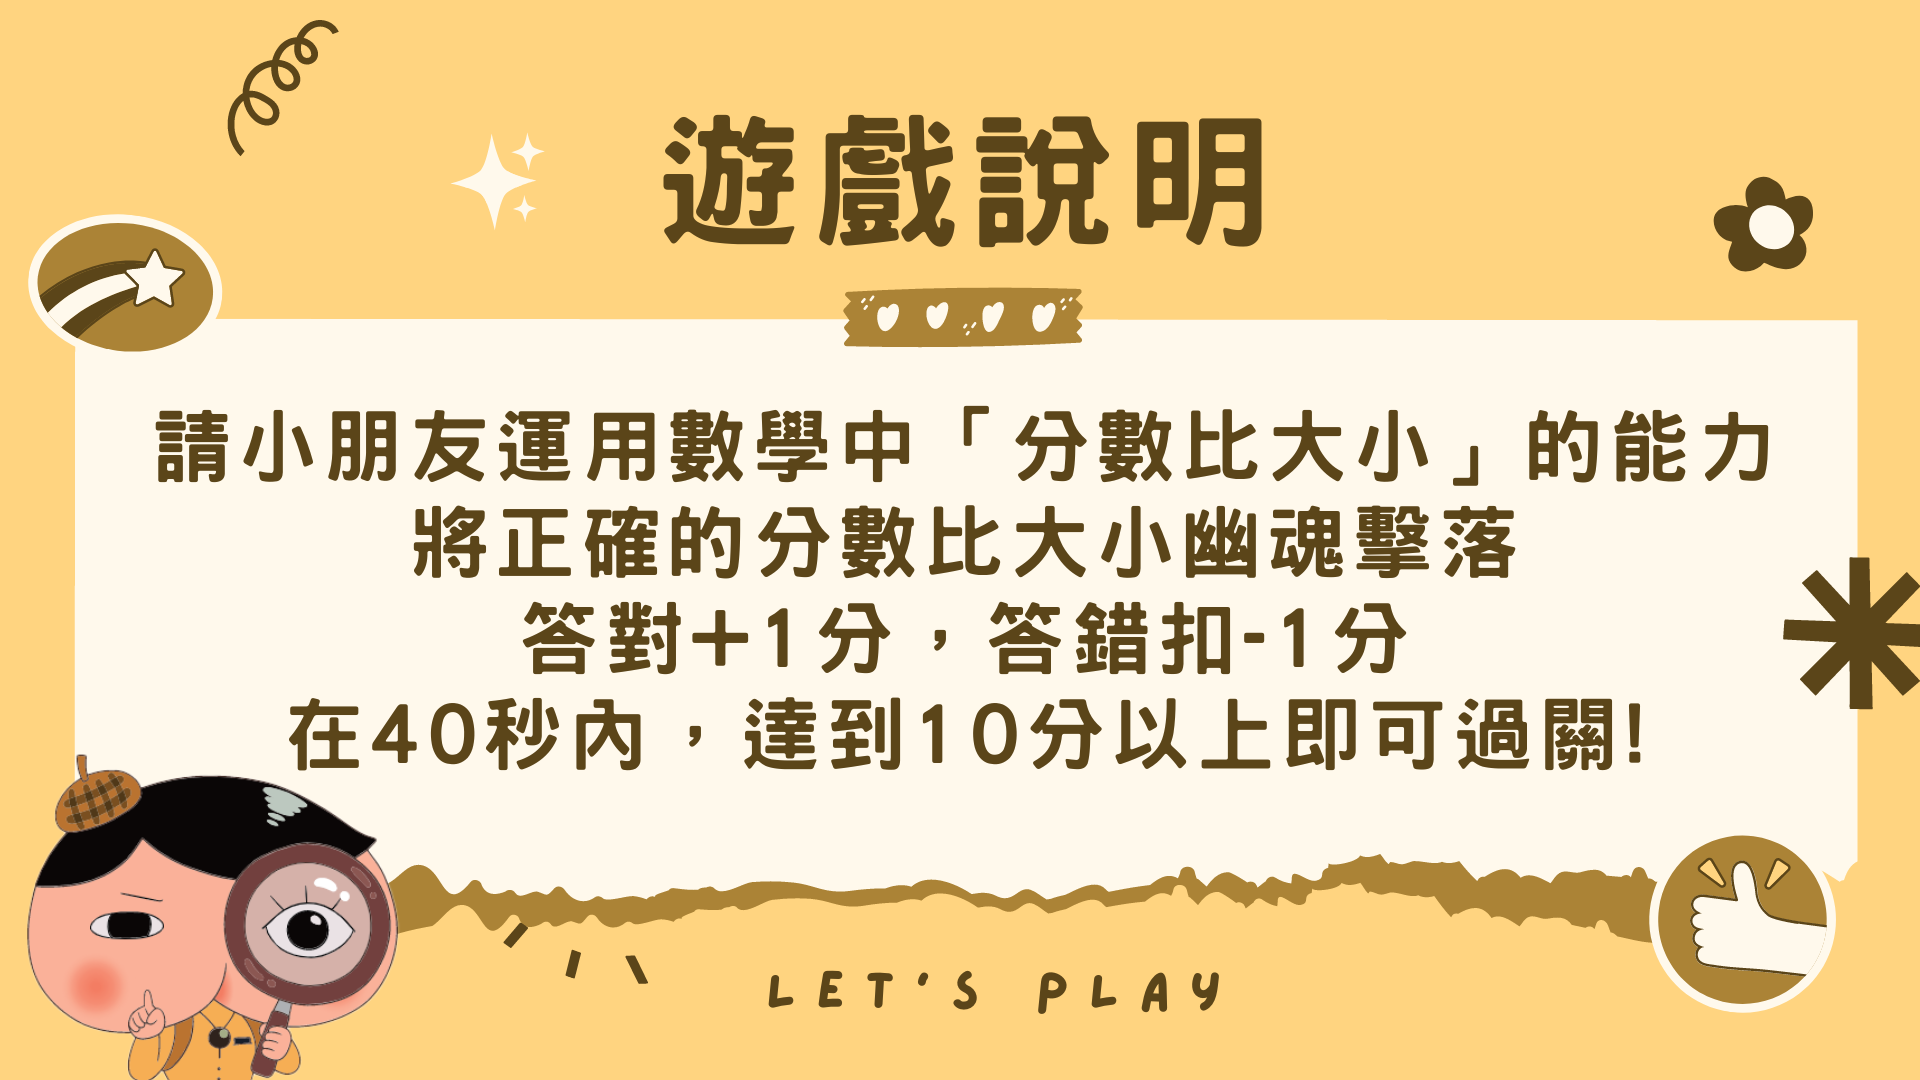 遊戲說明
請小朋友運用數學中「分數比大小」的能力
將正確的分數比大小幽魂擊落
答對+1分，答錯扣-1分
在40秒內，達到10分以上即可過關!
LET'S PLAY